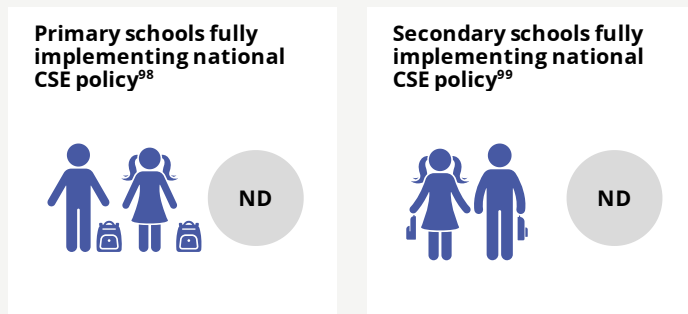 Primary schools fully
implementing national
CSE policy98
ND
Secondary schools fully
implementing national
CSE policy99
ND